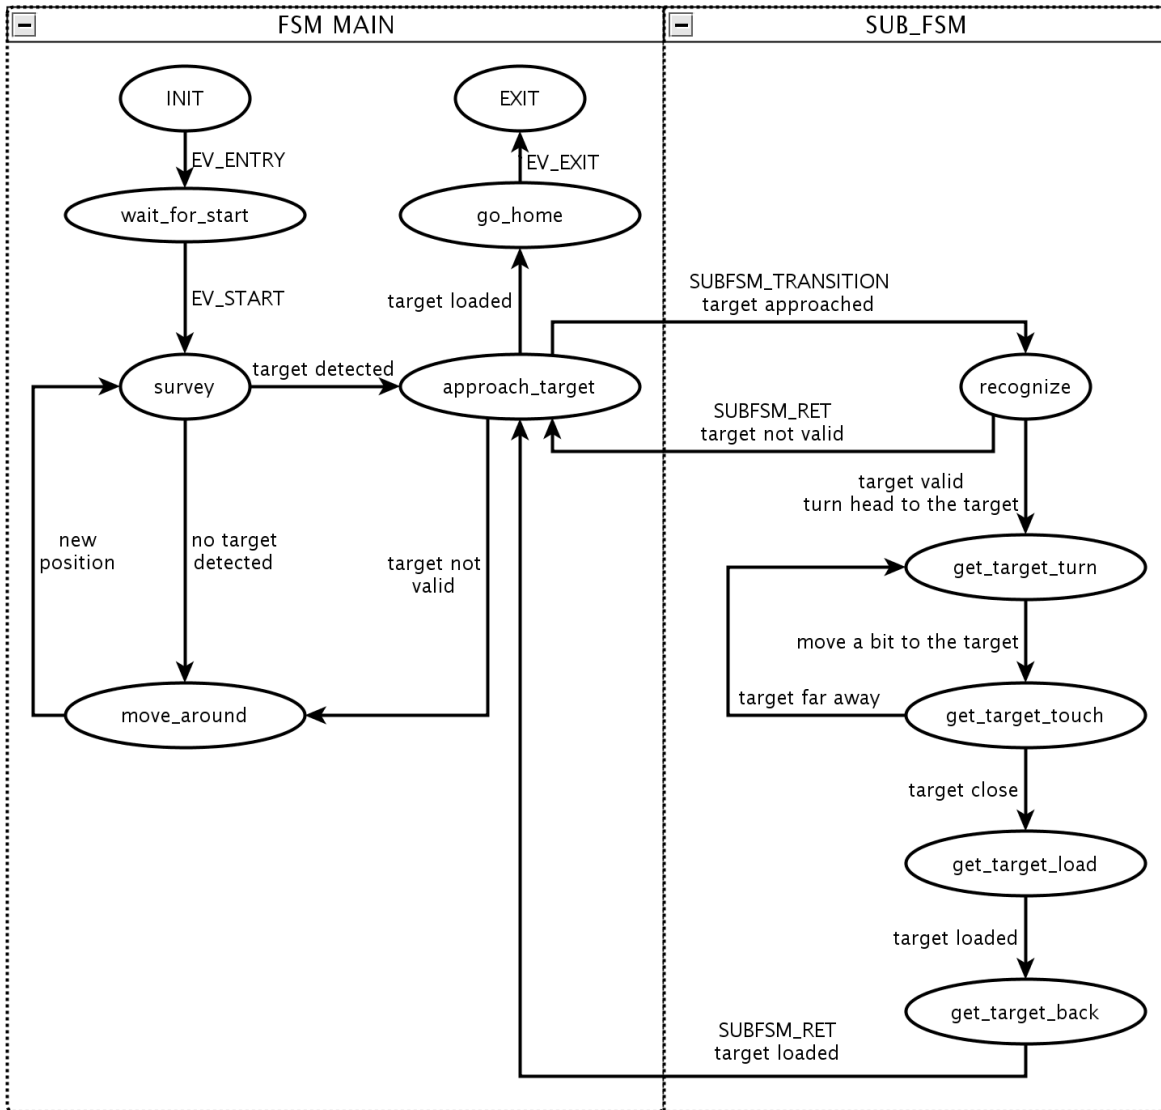 FSM MAIN
SUB_FSM
INIT
EXIT
EV_ENTRY
EV_EXIT
wait_for_start
go_home
EV_START
target loaded
SUBFSM_TRANSITION
target approached
survey
target detected
approach_target
recognize
SUBFSM_RET
target not valid
target valid
turn head to the target
new
position
no target
detected
target not
valid
get_target_turn
move a bit to the target
target far away
move_around
get_target_touch
target close
get_target_load
target loaded
get_target_back
SUBFSM_RET
target loaded